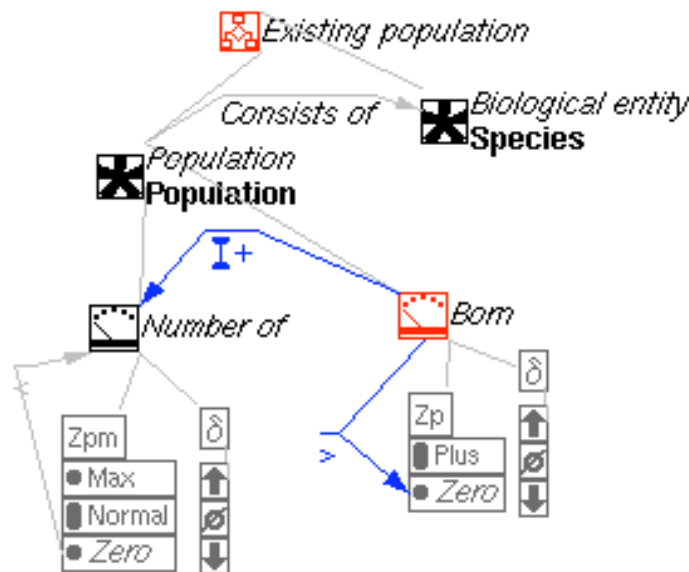 Existing population
Consists of
Biological entity
Species
Population
Population
I+
Number of
Born
δ
Zpm
δ
Zp
>
Max
Plus
Normal
Zero
Zero